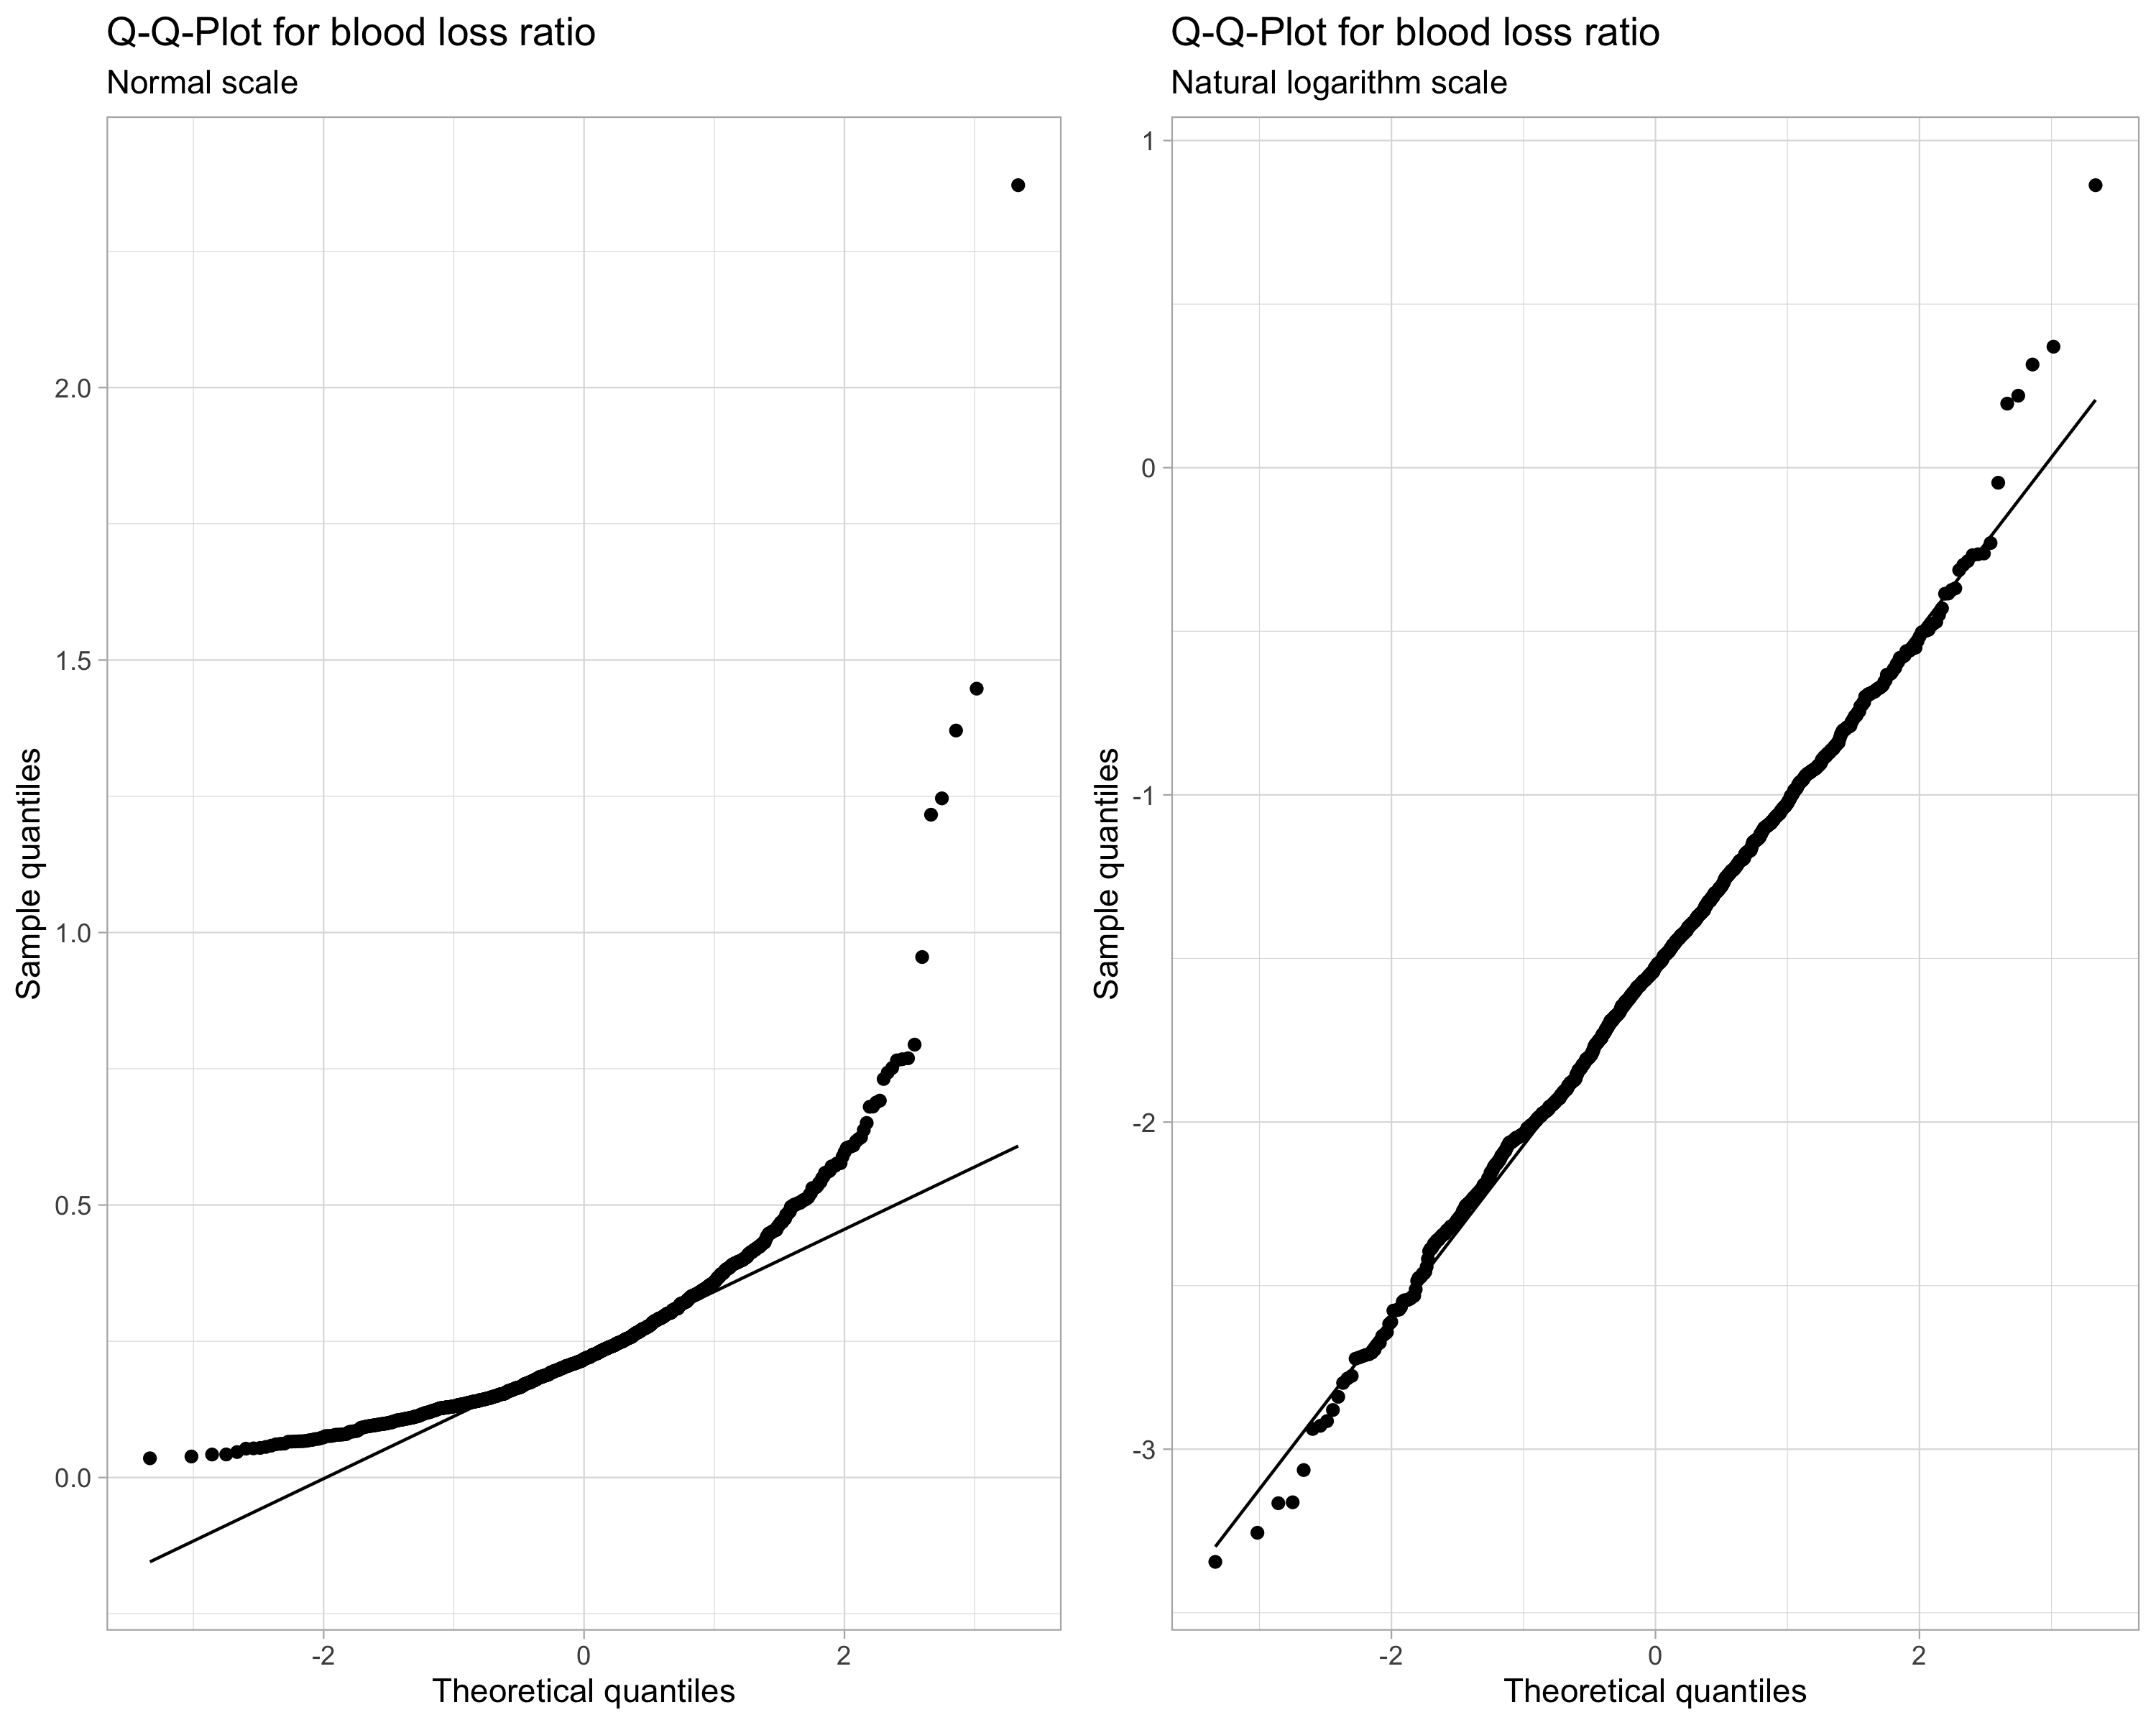 Q-Q-Plot for blood loss ratio
Normal scale
2.0
1.5
1.0
0.5
0.0
-2
0
2
Sample quantiles
Theoretical quantiles
Q-Q-Plot for blood loss ratio
Natural logarithm scale
1
0
-1
-2
-3
-2
0
2
Sample quantiles
Theoretical quantiles